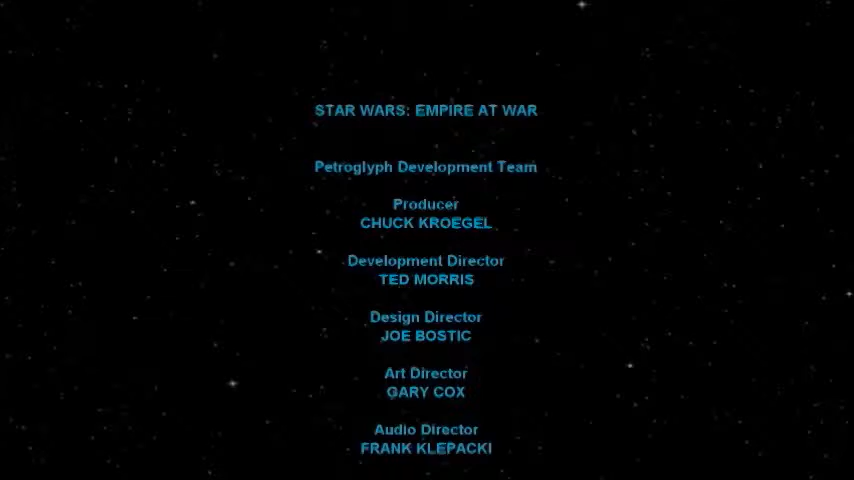 STAR WARS: EMPIRE AT WAR
Petroglyph Development Team
Producer
CHUCK KROEGEL
Development Director
TED MORRIS
Design Director
JOE BOSTIC
Art Director
GARY COX
Audio Director
FRANK KLEPACKI